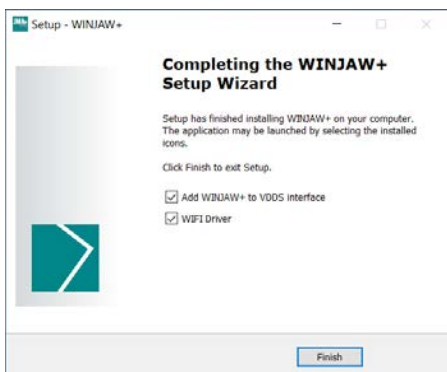 Setup - WINJAW+
Completing the WINJAW+
Setup Wizard
Setup has finished installing WINJAW+ on your computer.
The application may be launched by selecting the installed
icons.
Click Finish to exit Setup.
Add WINJAW+ to VDDS interface
WIFI Driver
Finish